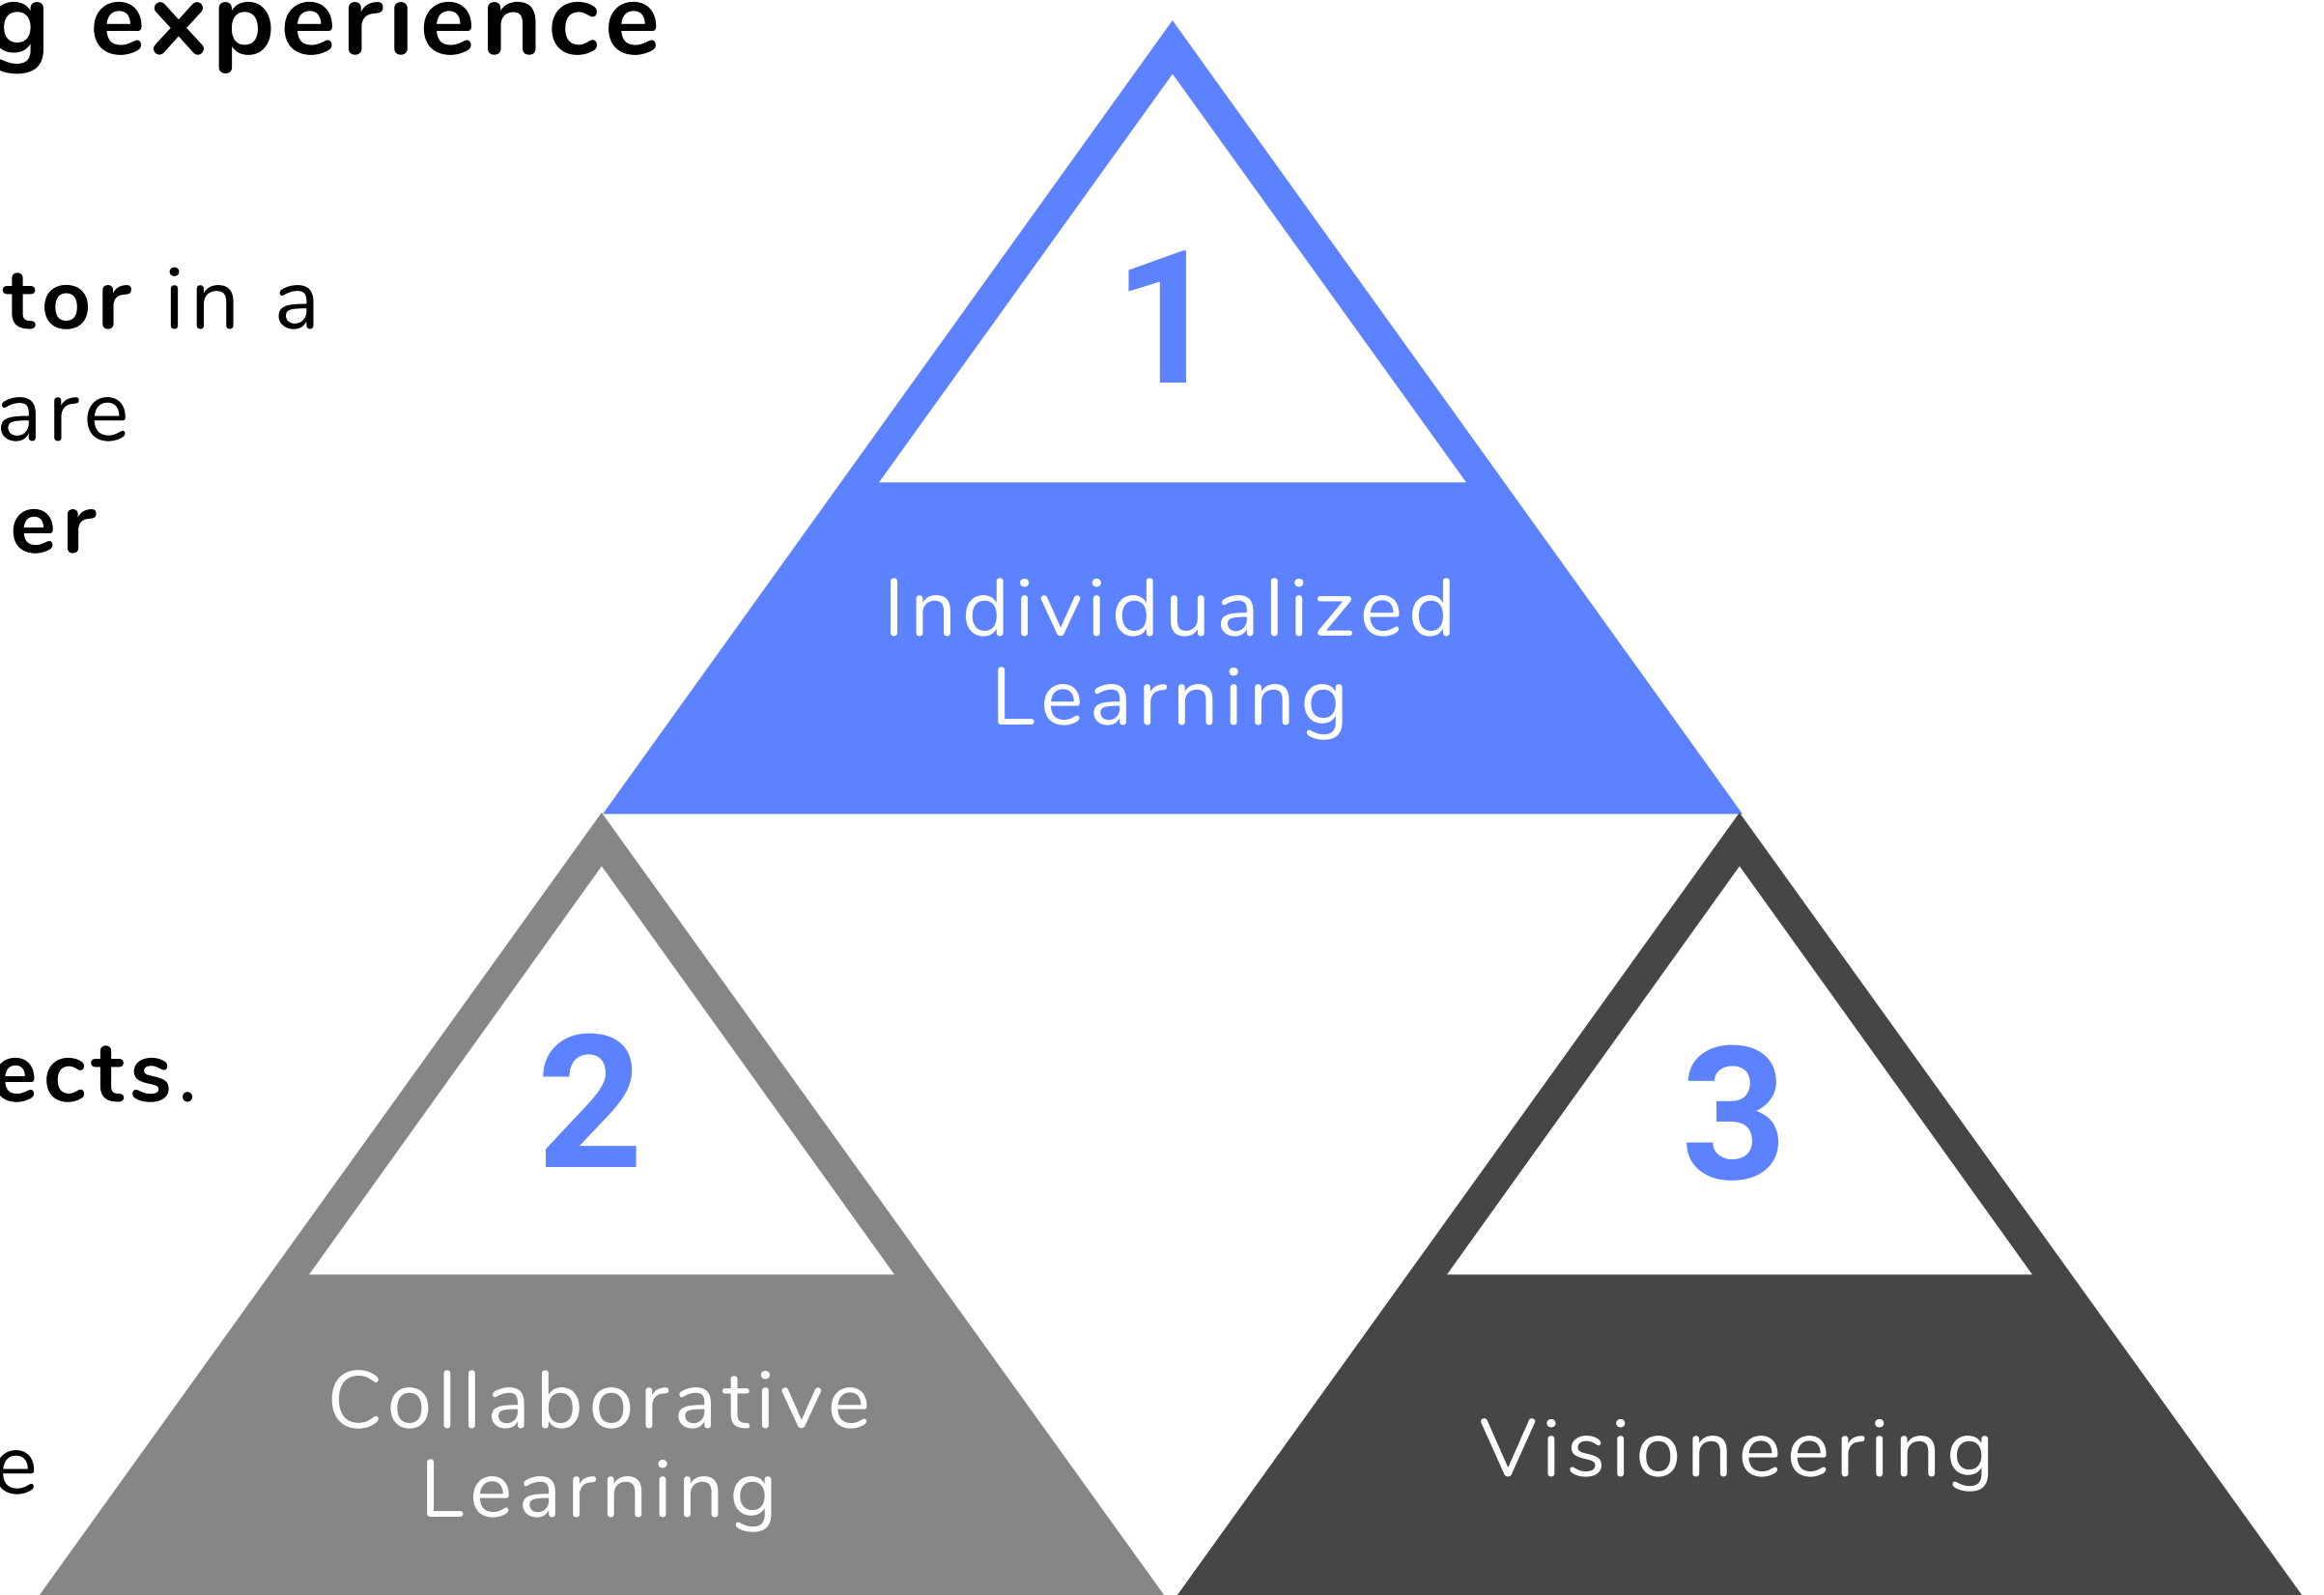 g experience
tor in a
are
er
ects.
e
1
Individualized
Learning
2
Collaborative
Learning
3
Visioneering